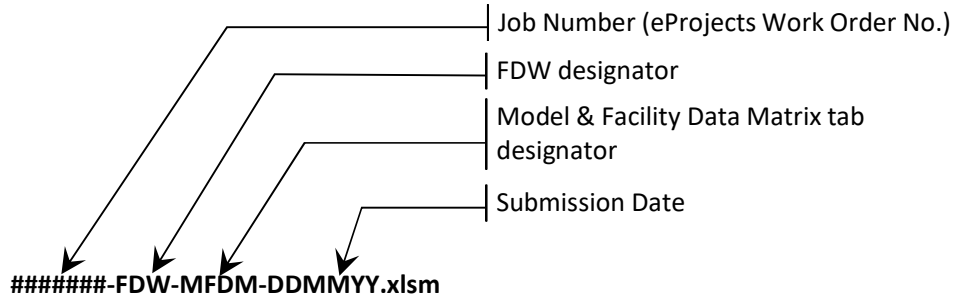 Job Number (eProjects Work Order No.)
FDW designator
Model & Facility Data Matrix tab
designator
Submission Date
#######-FDW-MFDM-DDMMYY.xlsm